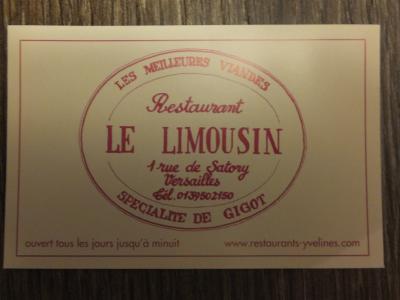 LES MEILLEURES VIANDES
Restaurant
LE LIMOUSIN
1 rue de Satory
Versailles
Tél. 0139502150
SPECIALITE DE GIGOT
ouvert tous les jours jusqu'à minuit
www.restaurants-yvelines.com